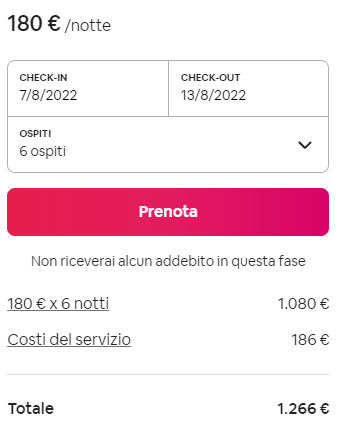 180 € /notte
CHECK-IN CHECK-OUT
7/8/2022 13/8/2022
OSPITI
6 ospiti
Prenota
Non riceverai alcun addebito in questa fase
180 € x 6 notti 1.080 €
Costi del servizio 186 €
Totale 1.266 €